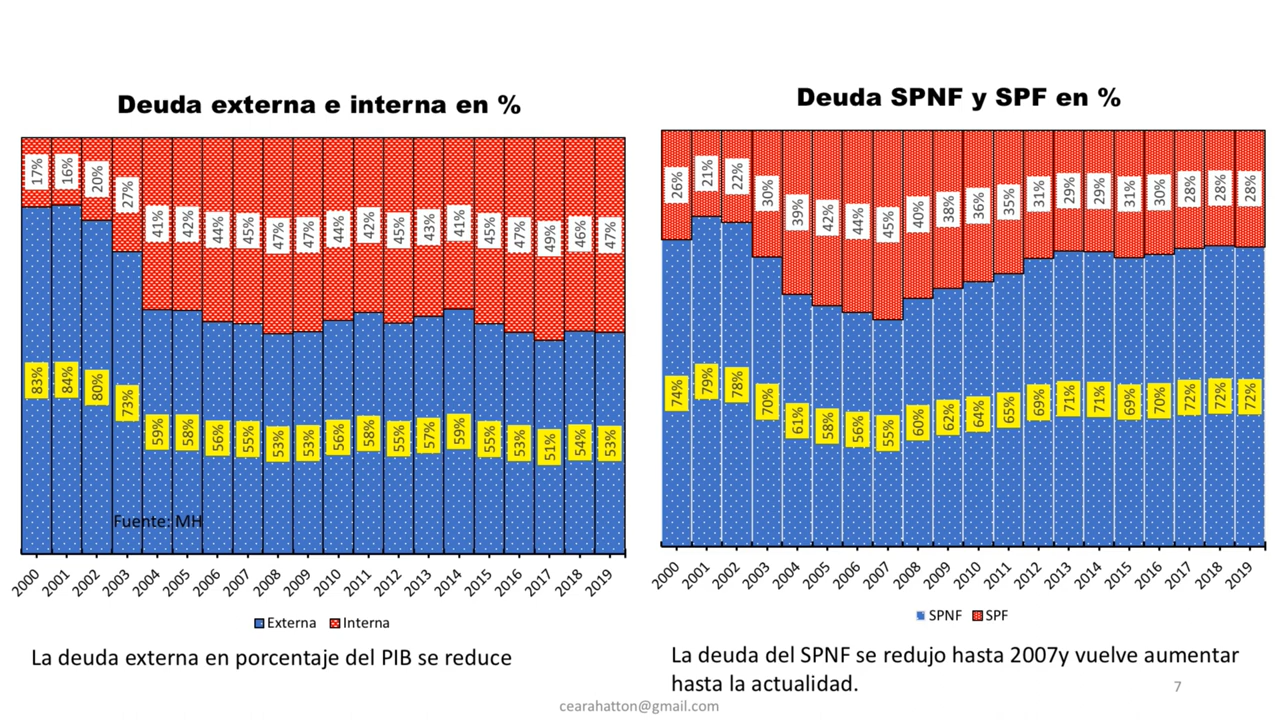 Deuda externa e interna en %
17% 16% 20% 27% 41% 42% 44% 45% 47% 47% 44% 42% 45% 43% 41% 45% 47% 49% 46% 47%
83% 84% 80% 73% 59% 58% 56% 55% 53% 53% 56% 58% 55% 57% 59% 55% 53% 51% 54% 53%
Fuente: MH
2000 2001 2002 2003 2004 2005 2006 2007 2008 2009 2010 2011 2012 2013 2014 2015 2016 2017 2018 2019
Externa Interna
La deuda externa en porcentaje del PIB se reduce
Deuda SPNF y SPF en %
26% 21% 22% 30% 39% 42% 44% 45% 40% 38% 36% 35% 31% 29% 29% 31% 30% 28% 28% 28%
74% 79% 78% 70% 61% 58% 56% 55% 60% 62% 64% 65% 69% 71% 71% 69% 70% 72% 72% 72%
2000 2001 2002 2003 2004 2005 2006 2007 2008 2009 2010 2011 2012 2013 2014 2015 2016 2017 2018 2019
SPNF SPF
La deuda del SPNF se redujo hasta 2007y vuelve aumentar
hasta la actualidad.
7
cearahatton@gmail.com